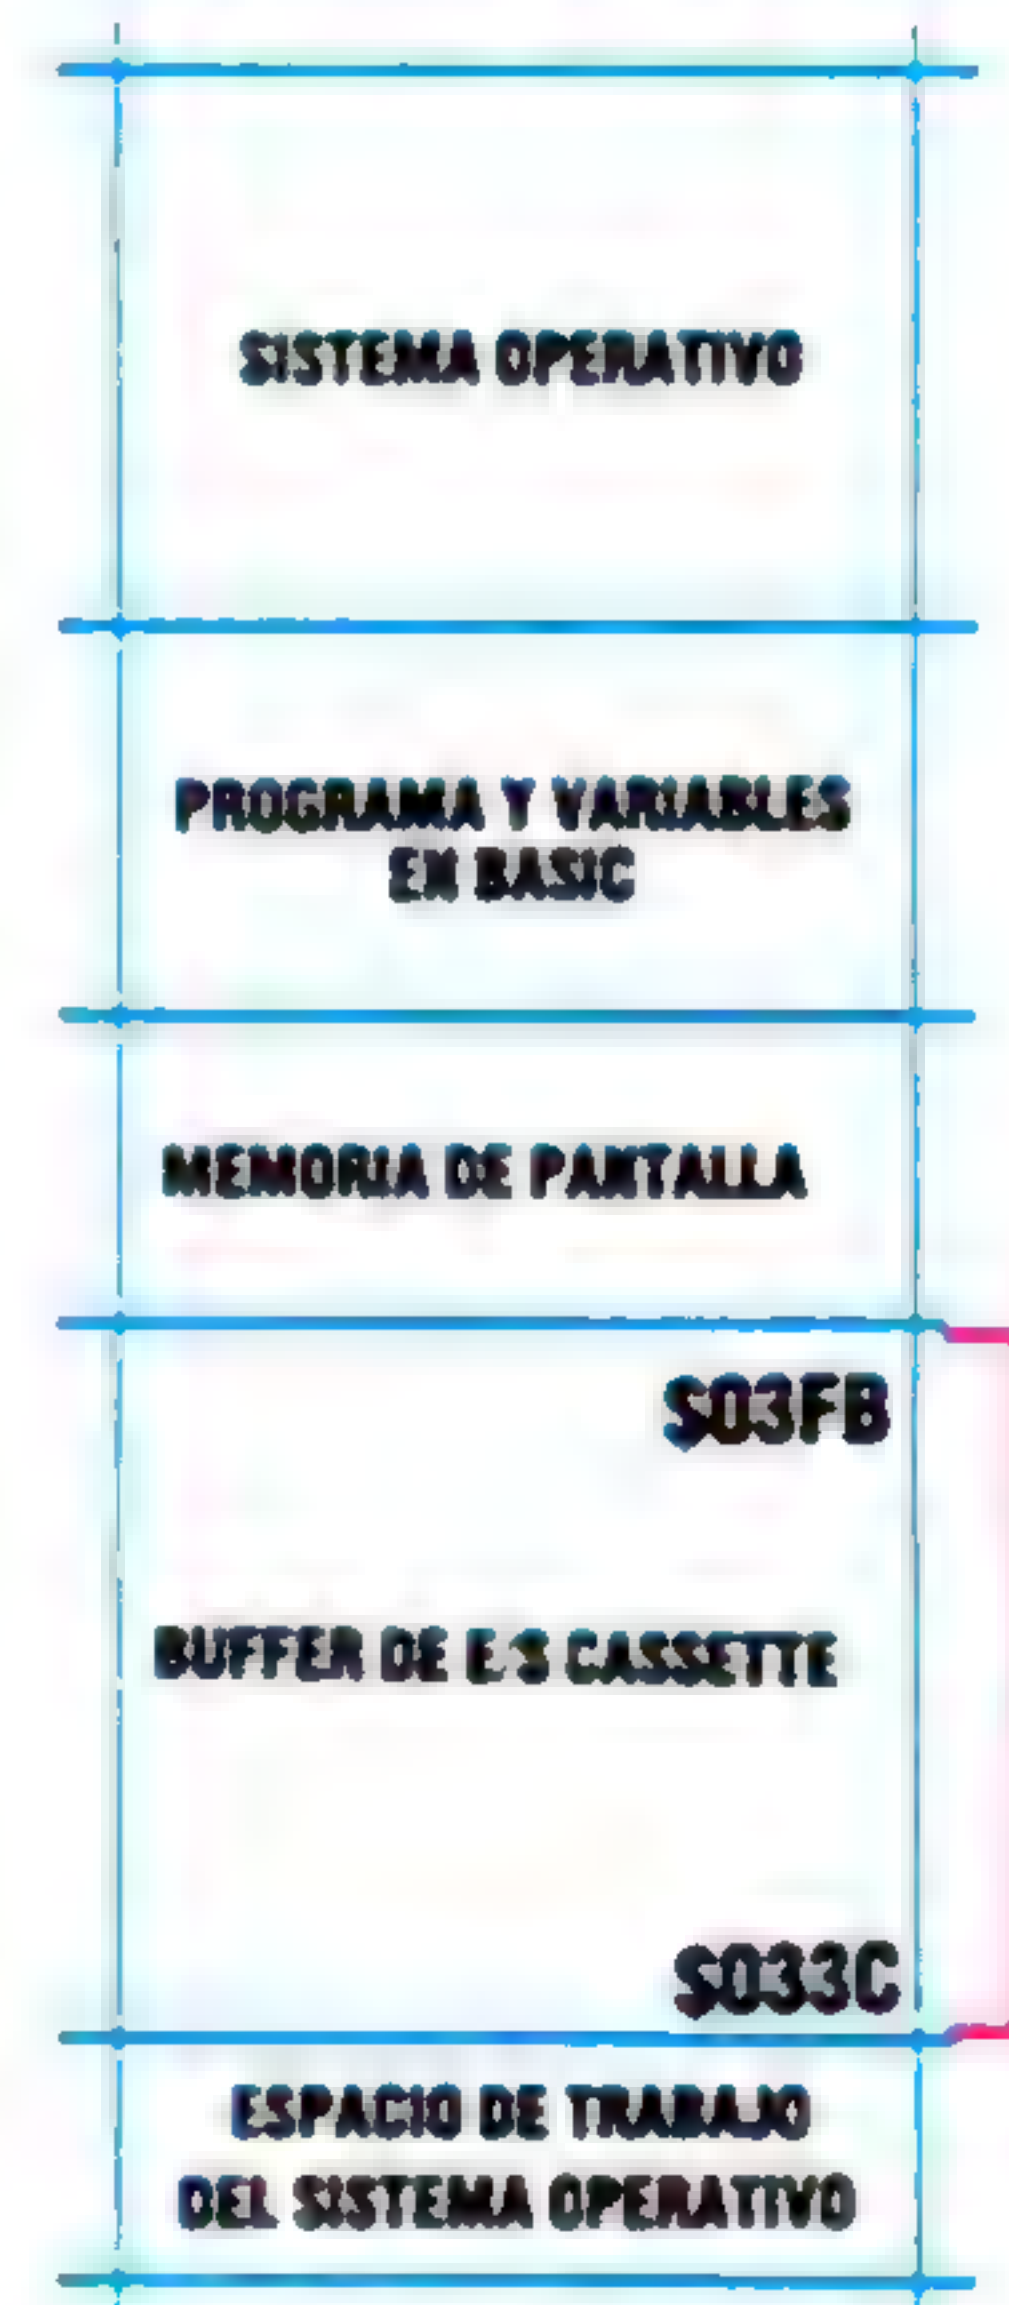 SISTEMA OPERATIVO
PROGRAMA Y VARIABLES
EN BASIC
MEMORIA DE PANTALLA
$03FB
BUFFER DE E/S CASSSETTE
$033C
ESPACIO DE TRABAJO
DEL SISTEMA OPERATIVO